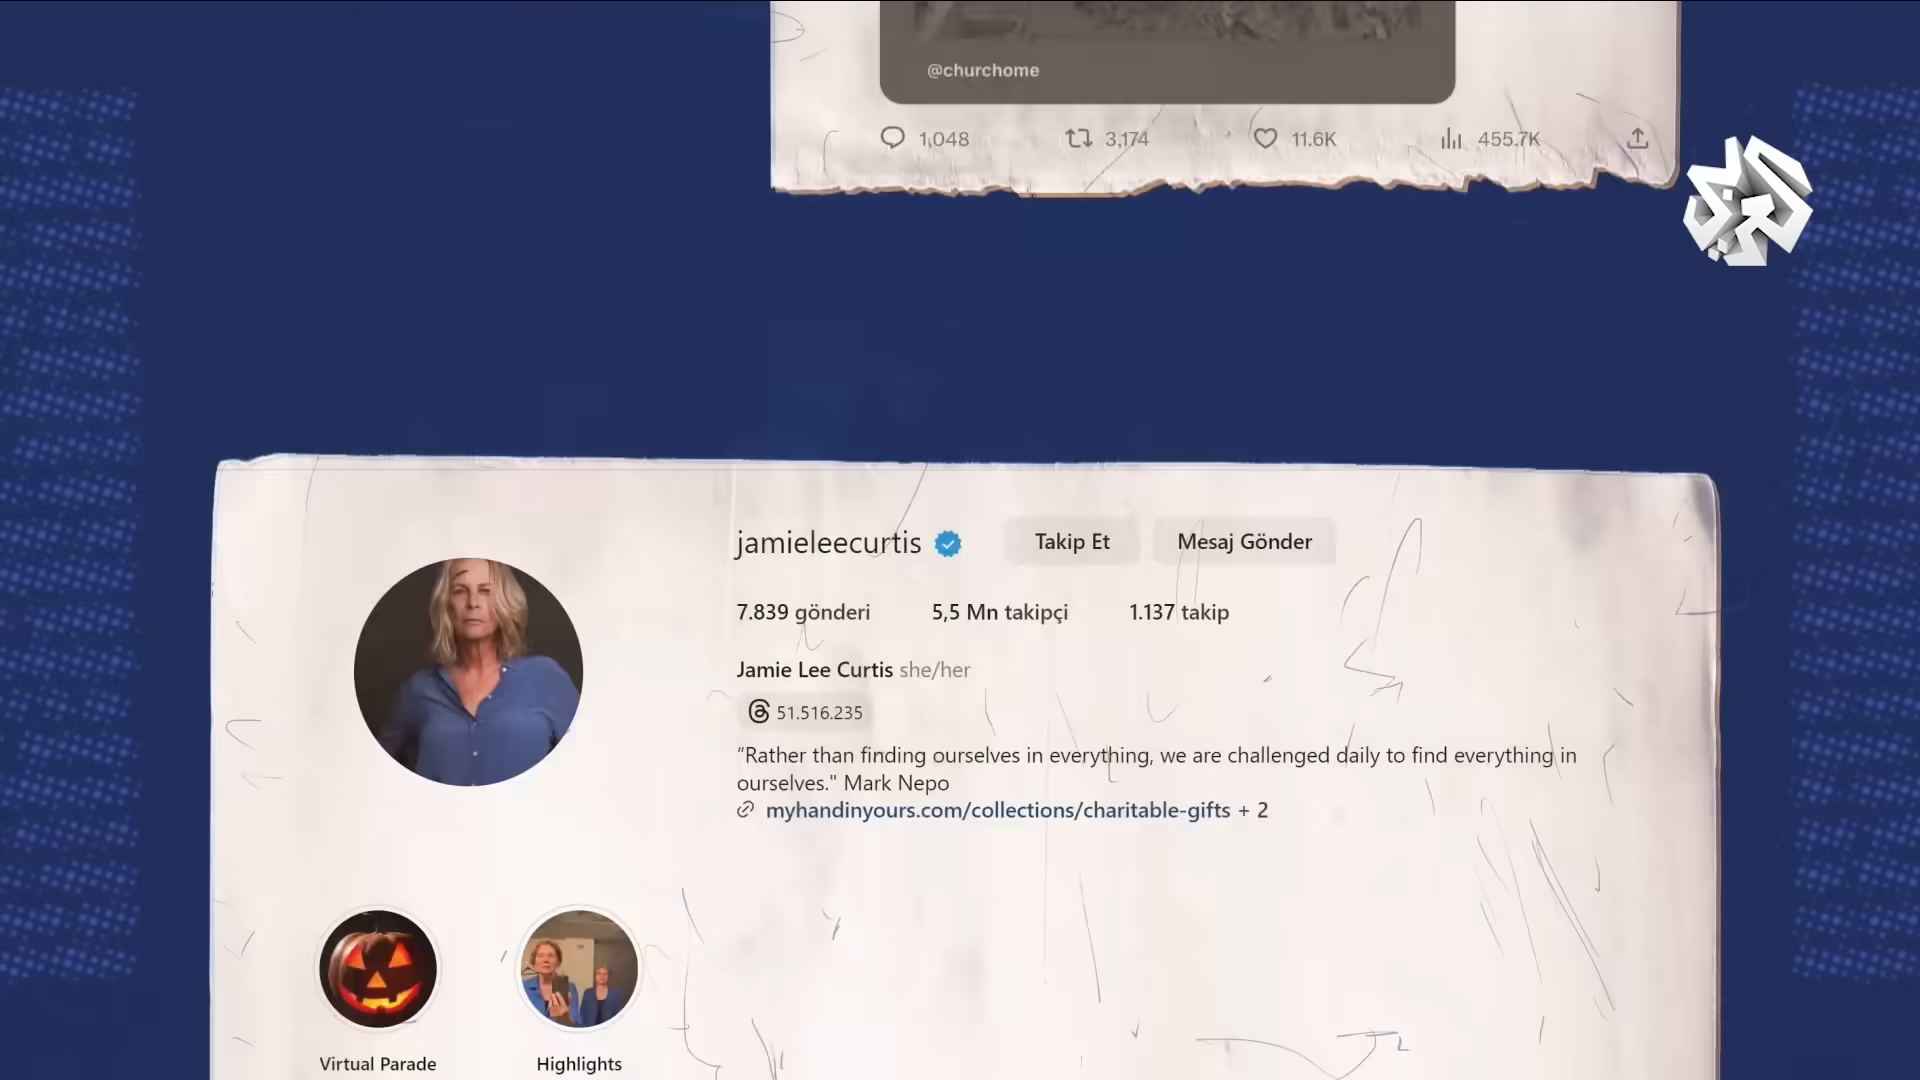 @churchome
1,048 3,174 11.6K 455.7K
jamieleecurtis Takip Et Mesaj Gönder
7.839 gönderi 5,5 Mn takipçi 1.137 takip
Jamie Lee Curtis she/her
51.516.235
“Rather than finding ourselves in everything, we are challenged daily to find everything in
ourselves." Mark Nepo
myhandinyours.com/collections/charitable-gifts + 2
Virtual Parade Highlights